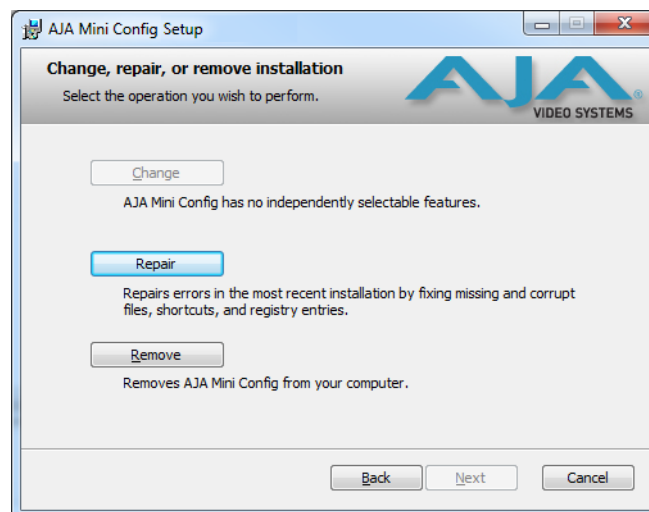 AJA Mini Config Setup
Change, repair, or remove installation
Select the operation you wish to perform.
AJA®
VIDEO SYSTEMS
Change
AJA Mini Config has no independently selectable features.
Repair
Repairs errors in the most recent installation by fixing missing and corrupt
files, shortcuts, and registry entries.
Remove
Removes AJA Mini Config from your computer.
Back
Next
Cancel